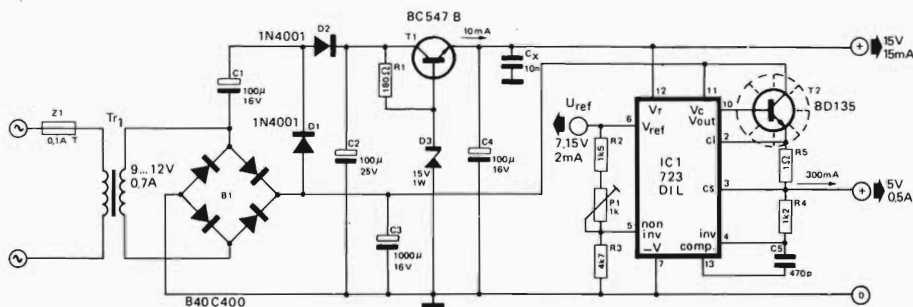 BC547 B
1N4001
D2
T1
10mA
15V
15mA
C1
100µ
16V
R1
180Ω
Cx
10n
Z1
0,1A T
Tr1
9...12V
0,7A
B1
1N4001
D1
C2
100µ
25V
D3
15V
1W
C4
100µ
16V
Uref
7,15V
2mA
12
11
Vr
Vc
Vout
10
6
Vref
cl
2
IC1
723
DIL
cs
3
5
non
inv
inv
4
-V
comp.
7
13
T2
BD135
R5
1Ω
300mA
5V
0,5A
R2
1k5
P1
1k
R3
4k7
R4
1k2
C5
470p
C3
1000µ
16V
B40C400
0